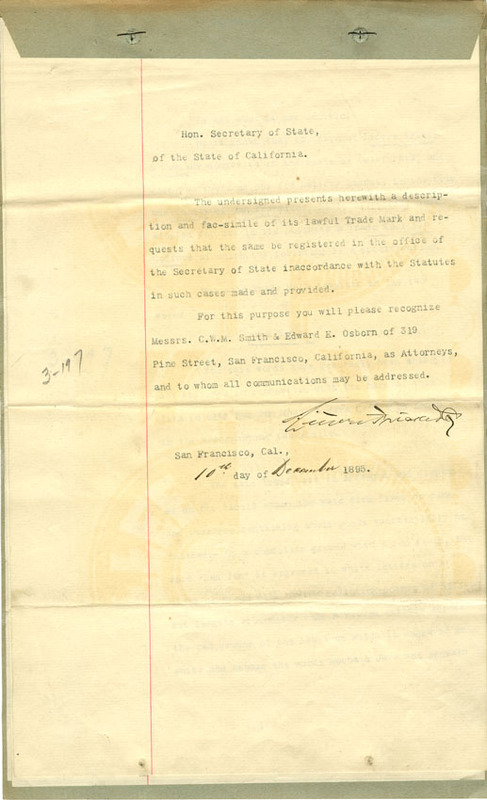 Hon. Secretary of State,
of the State of California.
The undersigned presents herewith a descrip-
tion and fac-simile of its lawful Trade Mark and re-
quests that the same be registered in the office of
the Secretary of State inaccordance with the Statutes
in such cases made and provided.
For this purpose you will please recognize
Messrs. C.W.M. Smith & Edward E. Osborn of 319
Pine Street, San Francisco, California, as Attorneys,
and to whom all communications may be addressed.
3-197
San Francisco, Cal.,
10th day of December 1895.